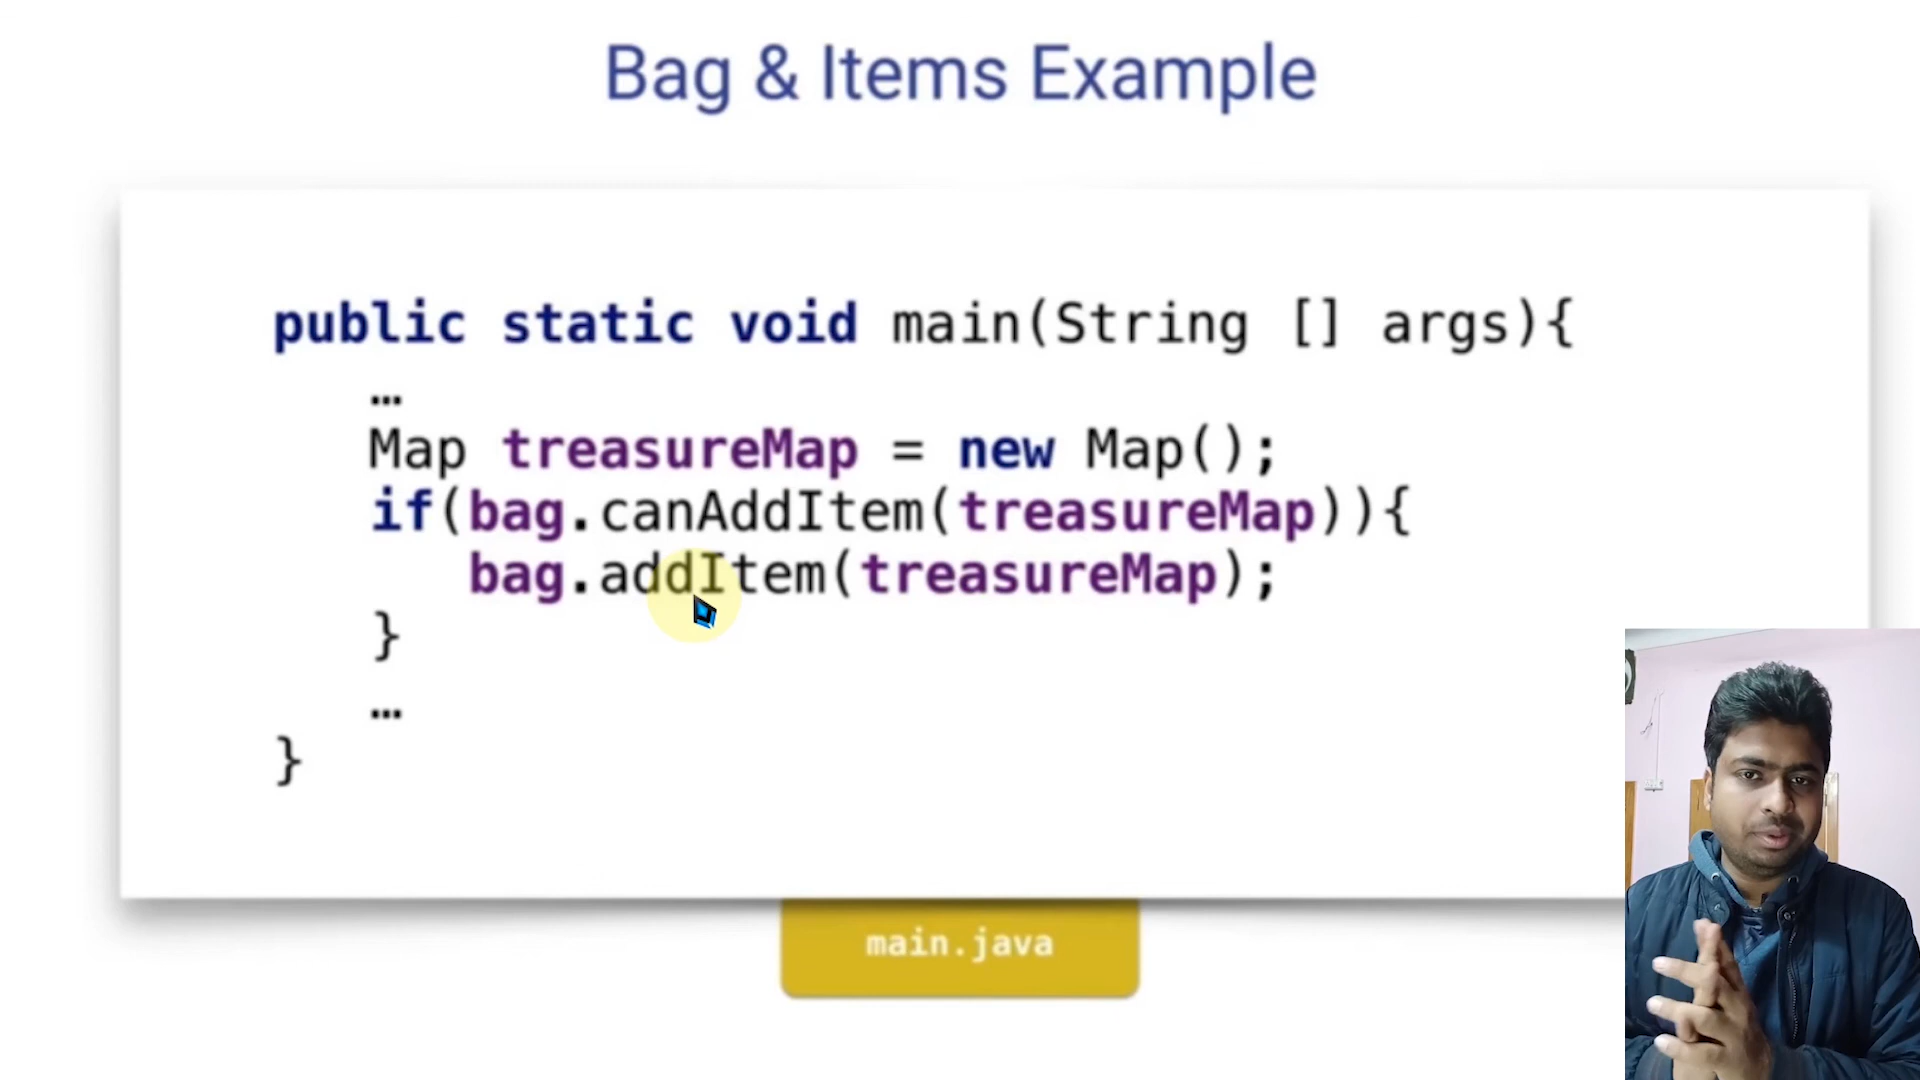 Bag & Items Example
public static void main(String [] args){
…
Map treasureMap = new Map();
if(bag.canAddItem(treasureMap)){
bag.addItem(treasureMap);
}
…
}
main.java